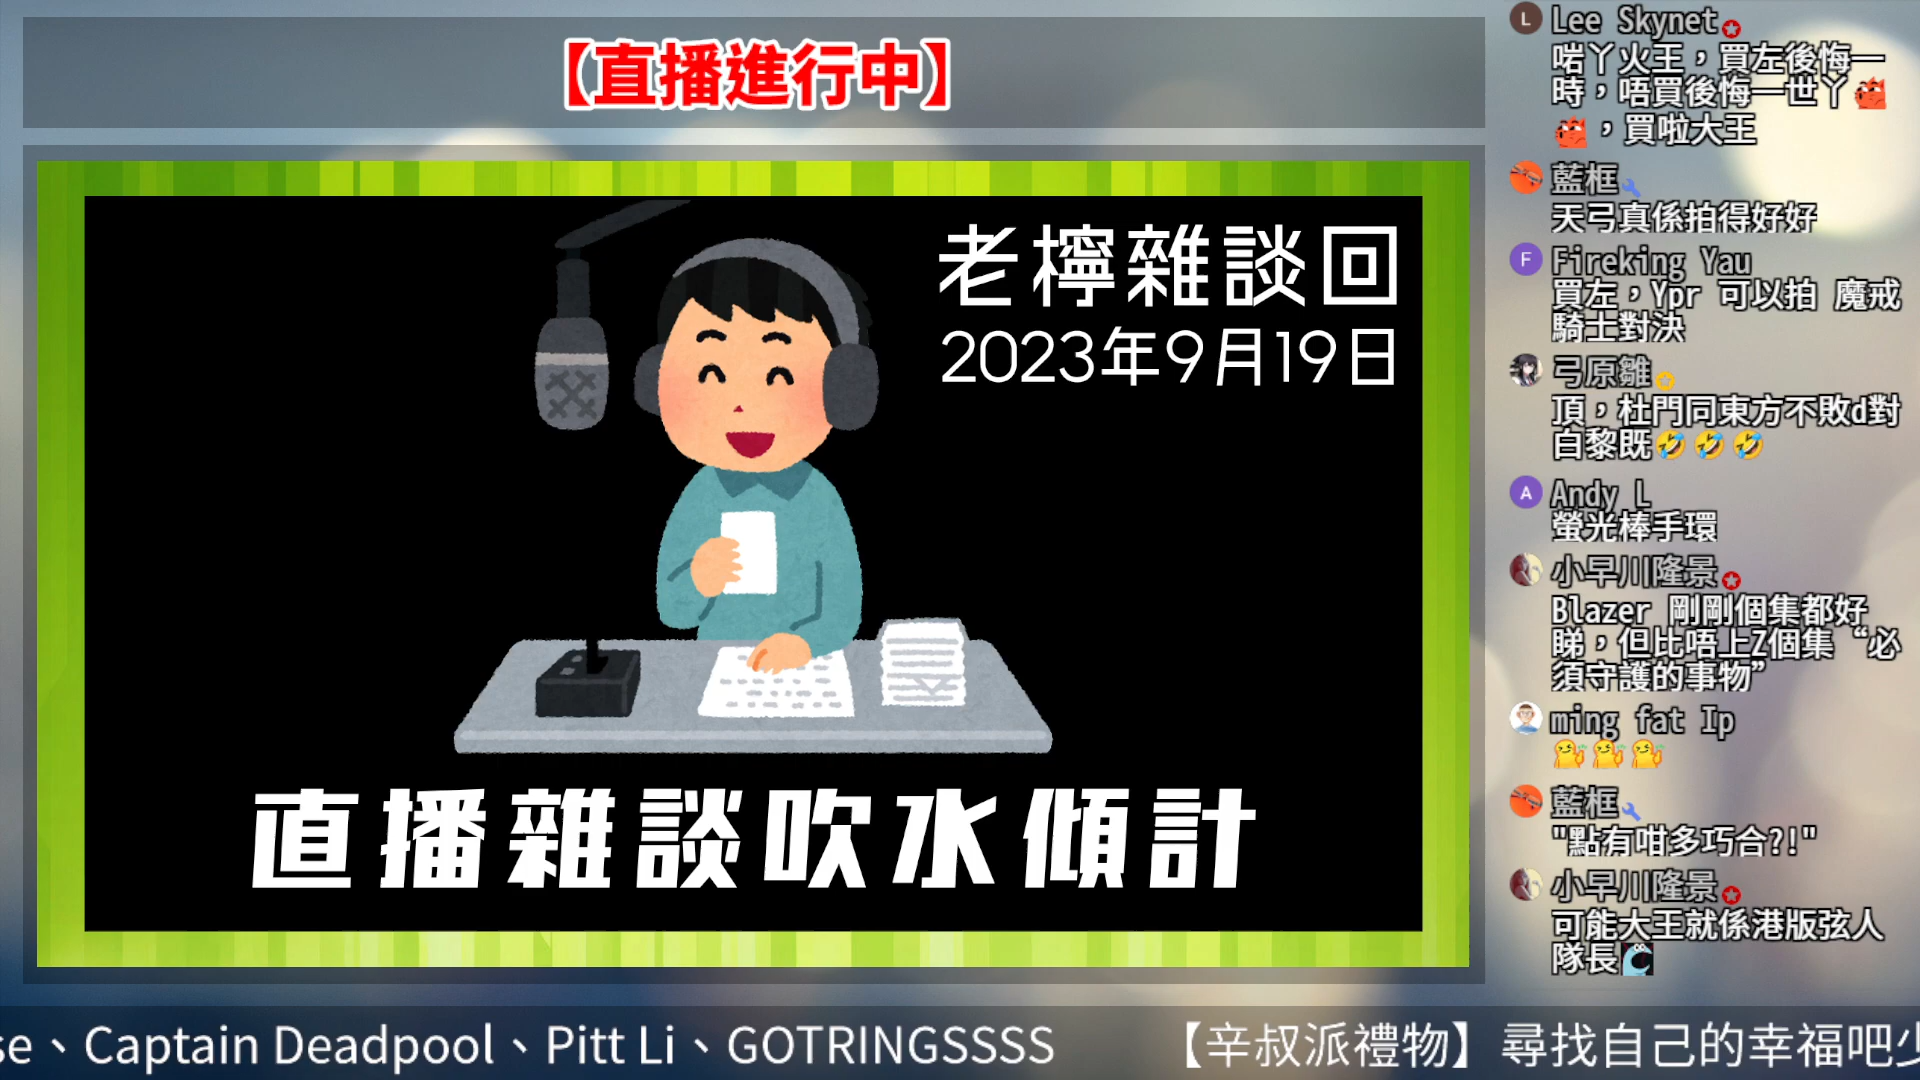 【直播進行中】
老檸雜談回
2023年9月19日
直播雜談吹水傾計
L
Lee Skynet
啱丫火王，買左後悔一
時，唔買後悔一世丫
，買啦大王
藍框
天弓真係拍得好好
F
Fireking Yau
買左，Ypr 可以拍 魔戒
騎士對決
弓原雛
頂，杜門同東方不敗d對
白黎既🤣🤣🤣
A
Andy L
螢光棒手環
小早川隆景
Blazer 剛剛個集都好
睇，但比唔上Z個集“必
須守護的事物”
ming fat Ip
藍框
"點有咁多巧合?!"
小早川隆景
可能大王就係港版弦人
隊長
se、Captain Deadpool、Pitt Li、GOTRINGSSSS 【辛叔派禮物】尋找自己的幸福吧少